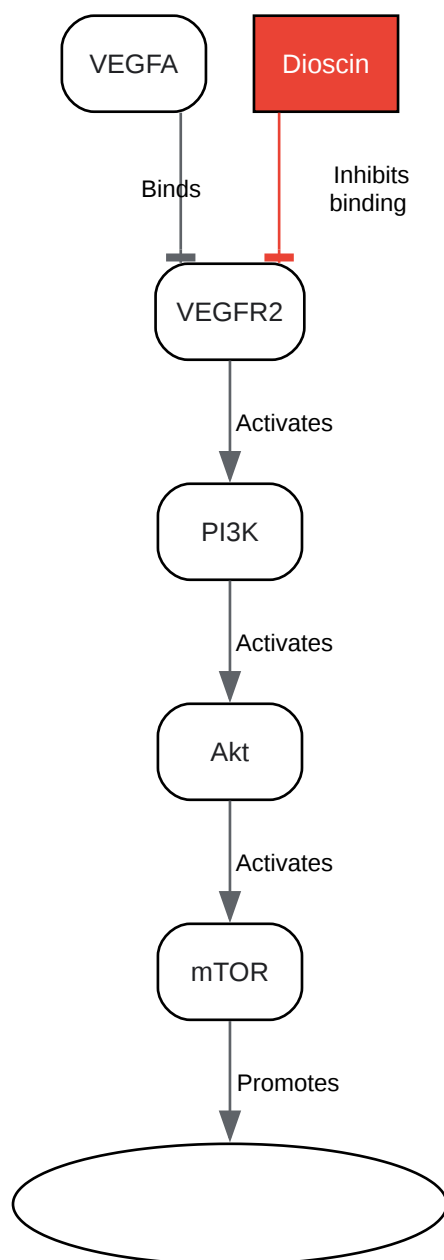 VEGFA
Dioscin
Binds
Inhibits
binding
VEGFR2
Activates
PI3K
Activates
Akt
Activates
mTOR
Promotes